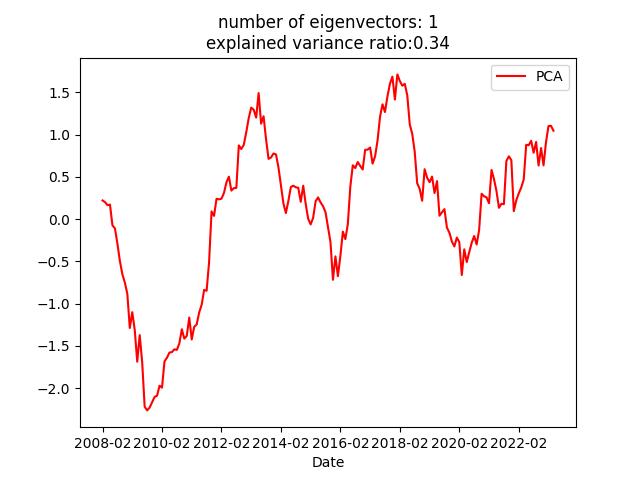 number of eigenvectors: 1
explained variance ratio:0.34
PCA
1.5
1.0
0.5
0.0
−0.5
−1.0
−1.5
−2.0
2008-02 2010-02 2012-02 2014-02 2016-02 2018-02 2020-02 2022-02
Date